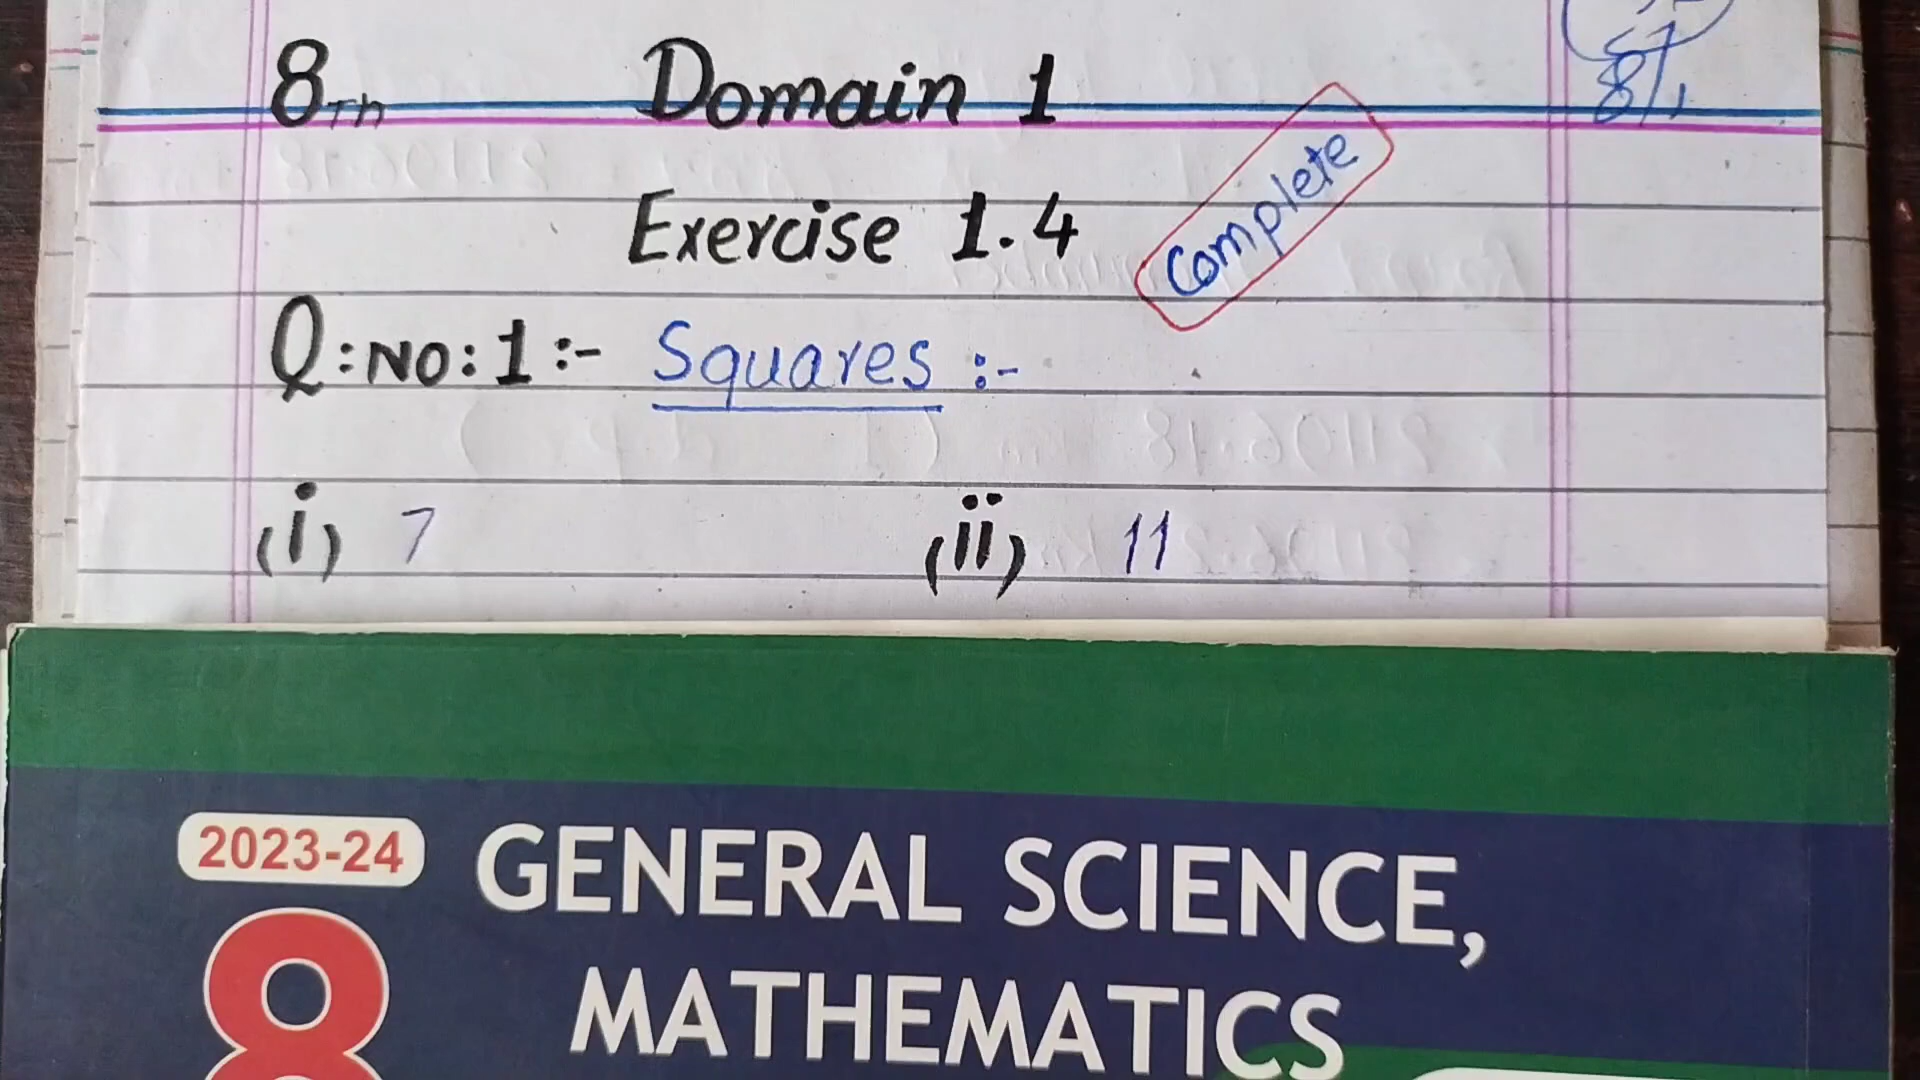 8Th Domain 1
Exercise 1.4
Complete
Q:NO:1:- Squares:-
(i) 7 (ii) 11
2023-24 GENERAL SCIENCE,
8 MATHEMATICS